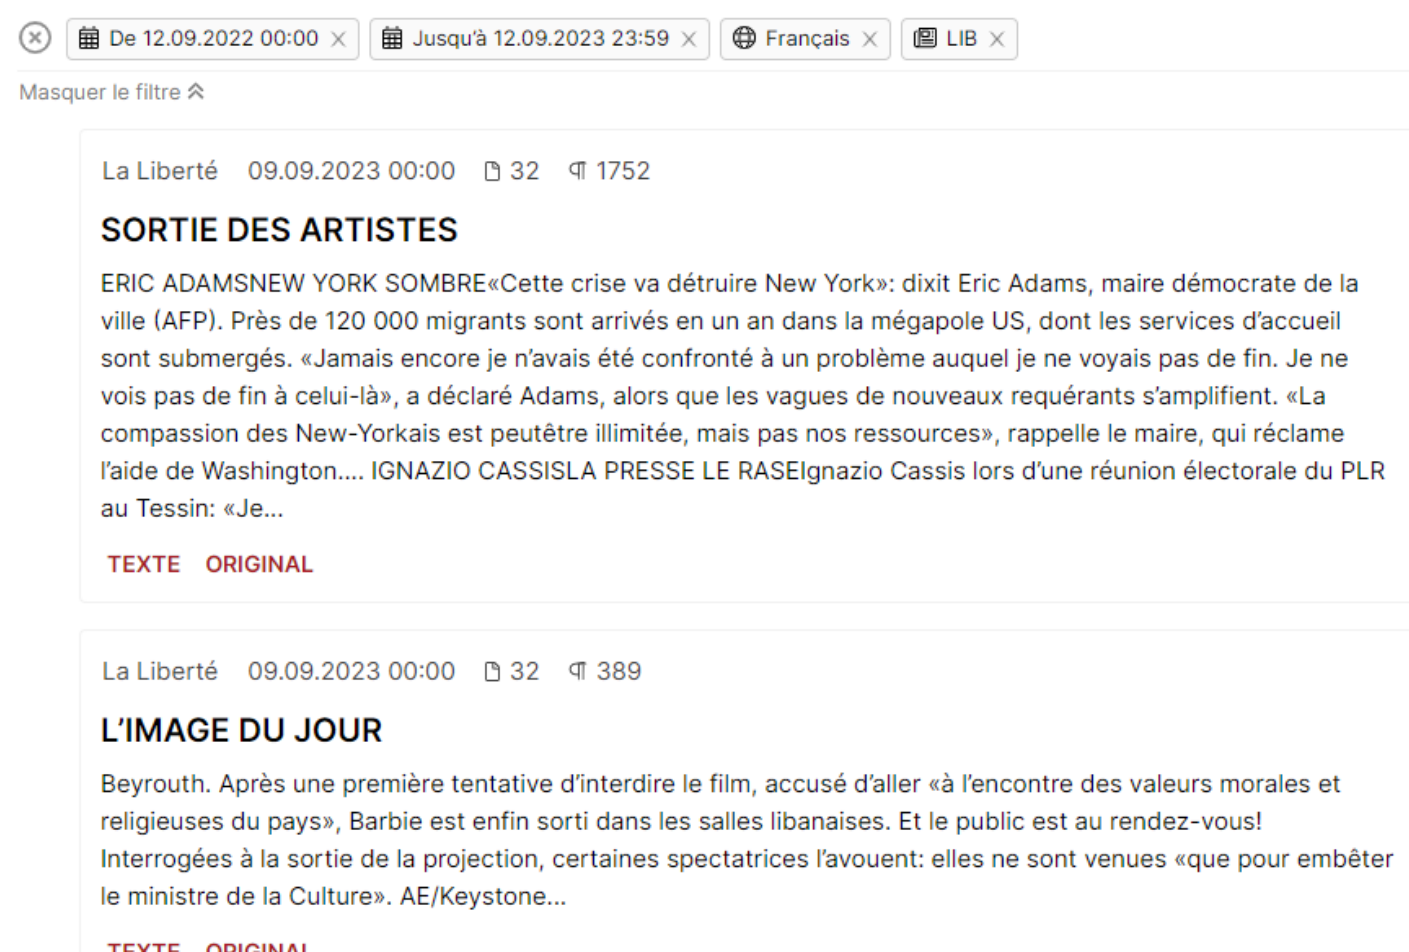 De 12.09.2022 00:00 Jusqu'à 12.09.2023 23:59 Français LIB
Masquer le filtre
La Liberté 09.09.2023 00:00 32 1752
SORTIE DES ARTISTES
ERIC ADAMSNEW YORK SOMBRE«Cette crise va détruire New York»: dixit Eric Adams, maire démocrate de la
ville (AFP). Près de 120 000 migrants sont arrivés en un an dans la mégapole US, dont les services d’accueil
sont submergés. «Jamais encore je n’avais été confronté à un problème auquel je ne voyais pas de fin. Je ne
vois pas de fin à celui-là», a déclaré Adams, alors que les vagues de nouveaux requérants s’amplifient. «La
compassion des New-Yorkais est peutêtre illimitée, mais pas nos ressources», rappelle le maire, qui réclame
l’aide de Washington.... IGNAZIO CASSISLA PRESSE LE RASEIgnazio Cassis lors d’une réunion électorale du PLR
au Tessin: «Je...
TEXTE ORIGINAL
La Liberté 09.09.2023 00:00 32 389
L’IMAGE DU JOUR
Beyrouth. Après une première tentative d’interdire le film, accusé d’aller «à l’encontre des valeurs morales et
religieuses du pays», Barbie est enfin sorti dans les salles libanaises. Et le public est au rendez-vous!
Interrogées à la sortie de la projection, certaines spectatrices l’avouent: elles ne sont venues «que pour embêter
le ministre de la Culture». AE/Keystone...
TEXTE ORIGINAL